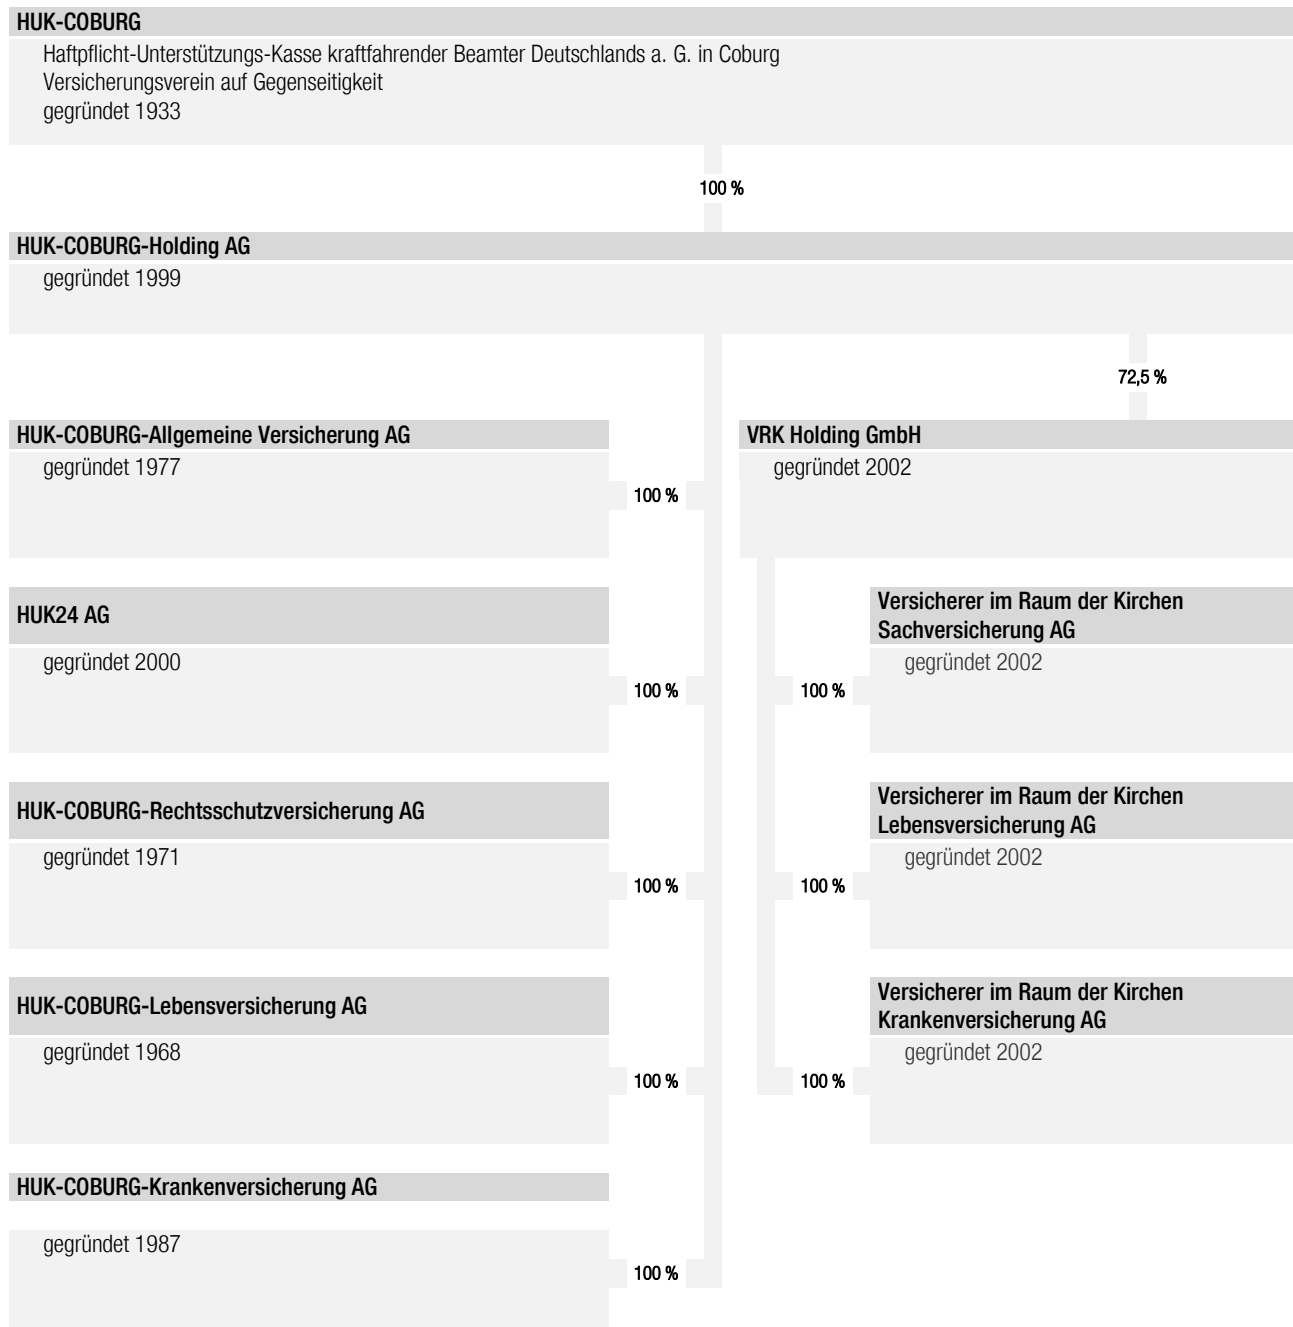 HUK-COBURG
Haftpflicht-Unterstützungs-Kasse kraftfahrender Beamter Deutschlands a. G. in Coburg
Versicherungsverein auf Gegenseitigkeit
gegründet 1933
100 %
HUK-COBURG-Holding AG
gegründet 1999
72,5 %
HUK-COBURG-Allgemeine Versicherung AG
gegründet 1977
100 %
VRK Holding GmbH
gegründet 2002
HUK24 AG
gegründet 2000
100 %
Versicherer im Raum der Kirchen
Sachversicherung AG
gegründet 2002
100 %
HUK-COBURG-Rechtsschutzversicherung AG
gegründet 1971
100 %
Versicherer im Raum der Kirchen
Lebensversicherung AG
gegründet 2002
100 %
HUK-COBURG-Lebensversicherung AG
gegründet 1968
100 %
Versicherer im Raum der Kirchen
Krankenversicherung AG
gegründet 2002
100 %
HUK-COBURG-Krankenversicherung AG
gegründet 1987
100 %